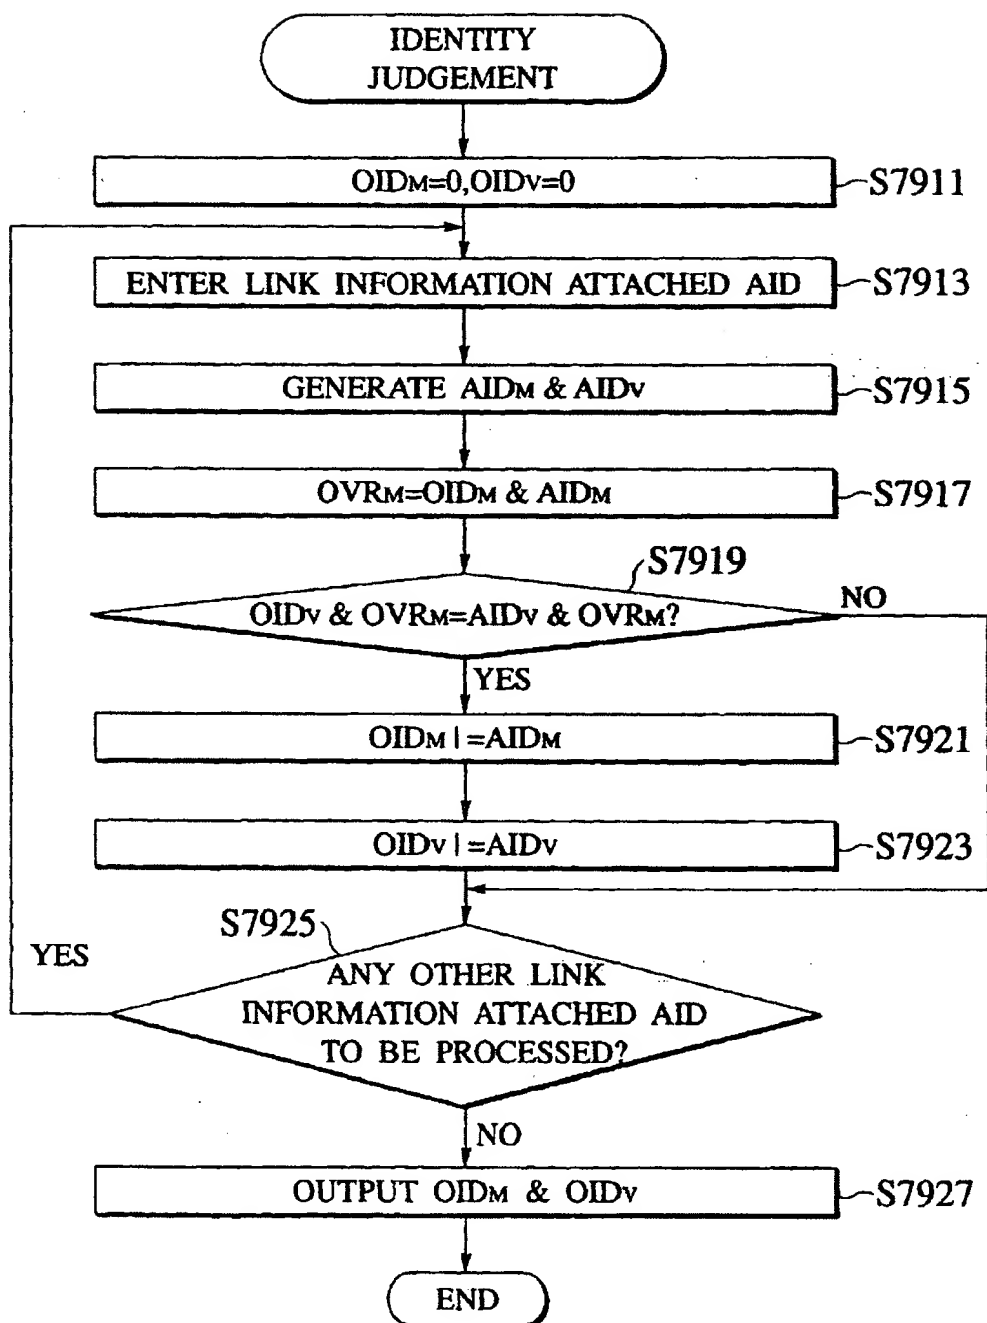 IDENTITY
JUDGEMENT
OIDM=0,OIDV=0
S7911
ENTER LINK INFORMATION ATTACHED AID
S7913
GENERATE AIDM & AIDV
S7915
OVRM=OIDM & AIDM
S7917
S7919
OIDV & OVRM=AIDV & OVRM?
NO
YES
OIDM | =AIDM
S7921
OIDV | =AIDV
S7923
S7925
YES
ANY OTHER LINK
INFORMATION ATTACHED AID
TO BE PROCESSED?
NO
OUTPUT OIDM & OIDV
S7927
END